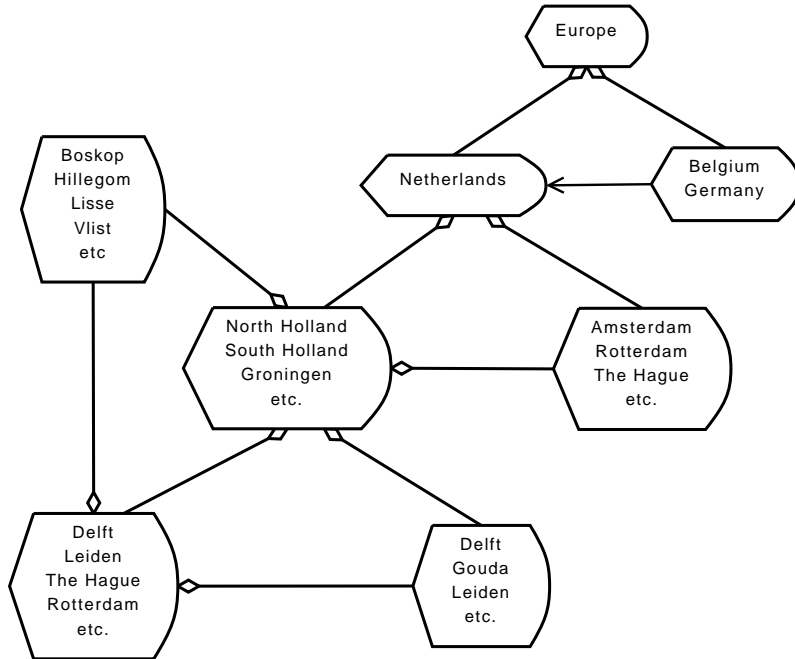 Europe
Boskop
Hillegom
Lisse
Vlist
etc
Netherlands
Belgium
Germany
North Holland
South Holland
Groningen
etc.
Amsterdam
Rotterdam
The Hague
etc.
Delft
Leiden
The Hague
Rotterdam
etc.
Delft
Gouda
Leiden
etc.